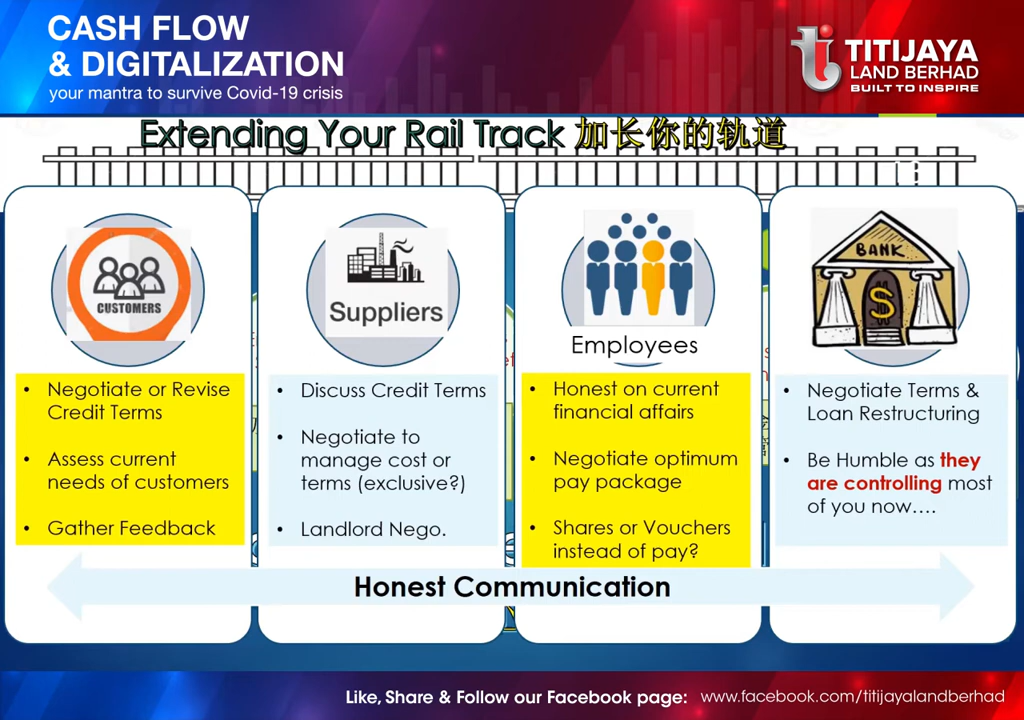 CASH FLOW
& DIGITALIZATION
your mantra to survive Covid-19 crisis
TITIJAYA
LAND BERHAD
BUILT TO INSPIRE
Extending Your Rail Track 加长你的轨道
CUSTOMERS
• Negotiate or Revise
Credit Terms
• Assess current
needs of customers
• Gather Feedback
Suppliers
• Discuss Credit Terms
• Negotiate to
manage cost or
terms (exclusive?)
• Landlord Nego.
Employees
• Honest on current
financial affairs
• Negotiate optimum
pay package
• Shares or Vouchers
instead of pay?
BANK
$
• Negotiate Terms &
Loan Restructuring
• Be Humble as they
are controlling most
of you now….
Honest Communication
Like, Share & Follow our Facebook page: www.facebook.com/titijayalandberhad